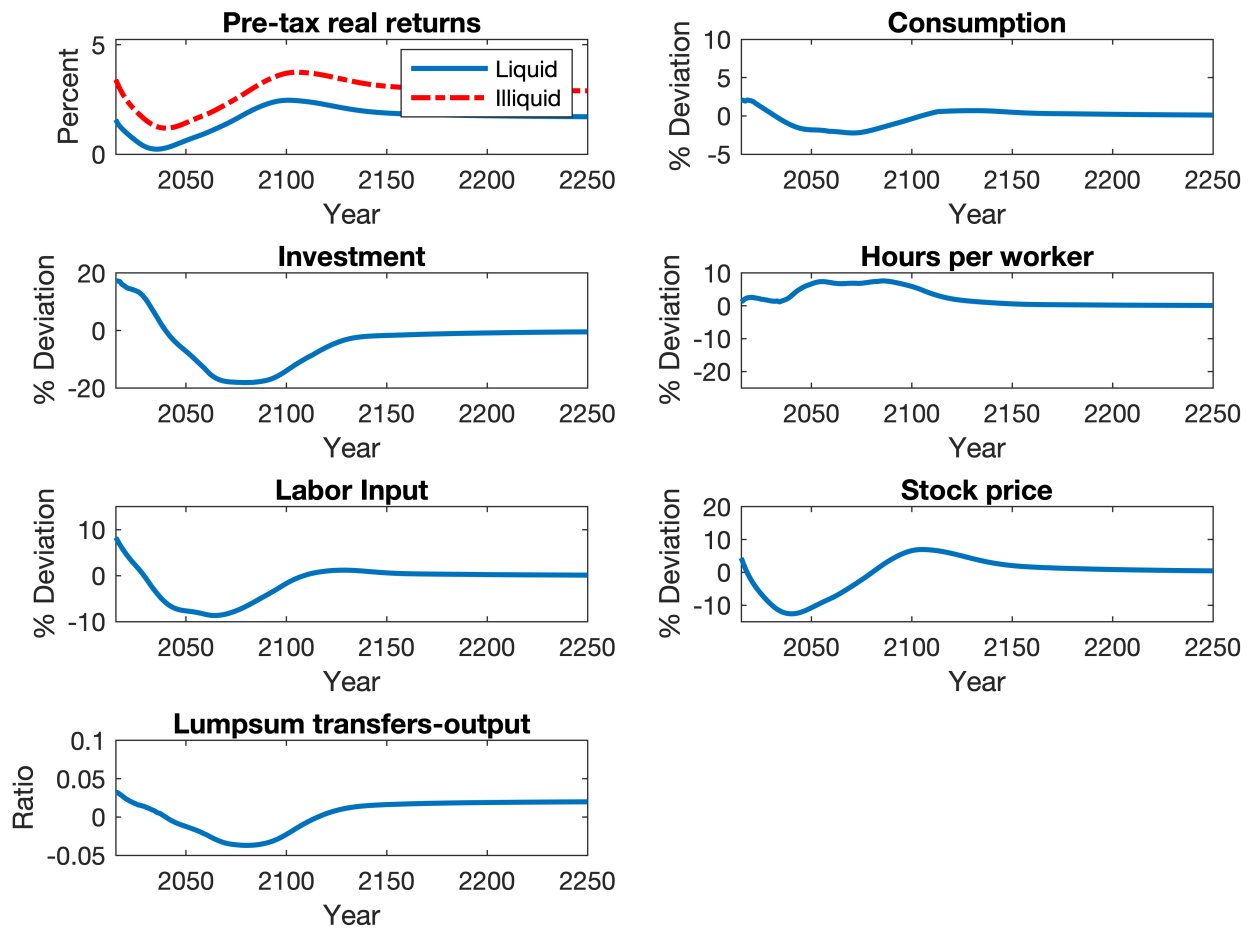 Pre-tax real returns
Percent
5
0
Liquid
Illiquid
2050 2100 2150 2200 2250
Year
Consumption
% Deviation
10
5
0
-5
2050 2100 2150 2200 2250
Year
Investment
% Deviation
20
0
-20
2050 2100 2150 2200 2250
Year
Hours per worker
% Deviation
10
0
-10
-20
2050 2100 2150 2200 2250
Year
Labor Input
% Deviation
10
0
-10
2050 2100 2150 2200 2250
Year
Stock price
% Deviation
20
10
0
-10
2050 2100 2150 2200 2250
Year
Lumpsum transfers-output
Ratio
0.1
0.05
0
-0.05
2050 2100 2150 2200 2250
Year